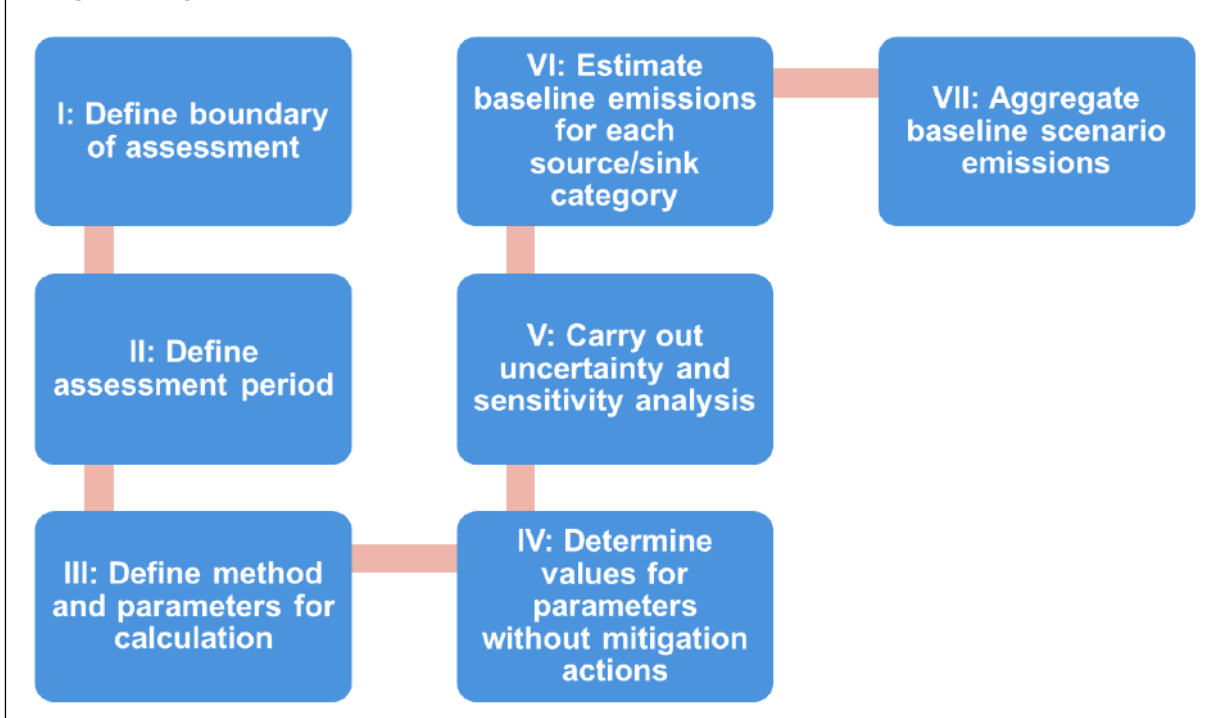 I: Define boundary
of assessment
II: Define
assessment period
III: Define method
and parameters for
calculation
IV: Determine
values for
parameters
without mitigation
actions
V: Carry out
uncertainty and
sensitivity analysis
VI: Estimate
baseline emissions
for each
source/sink
category
VII: Aggregate
baseline scenario
emissions